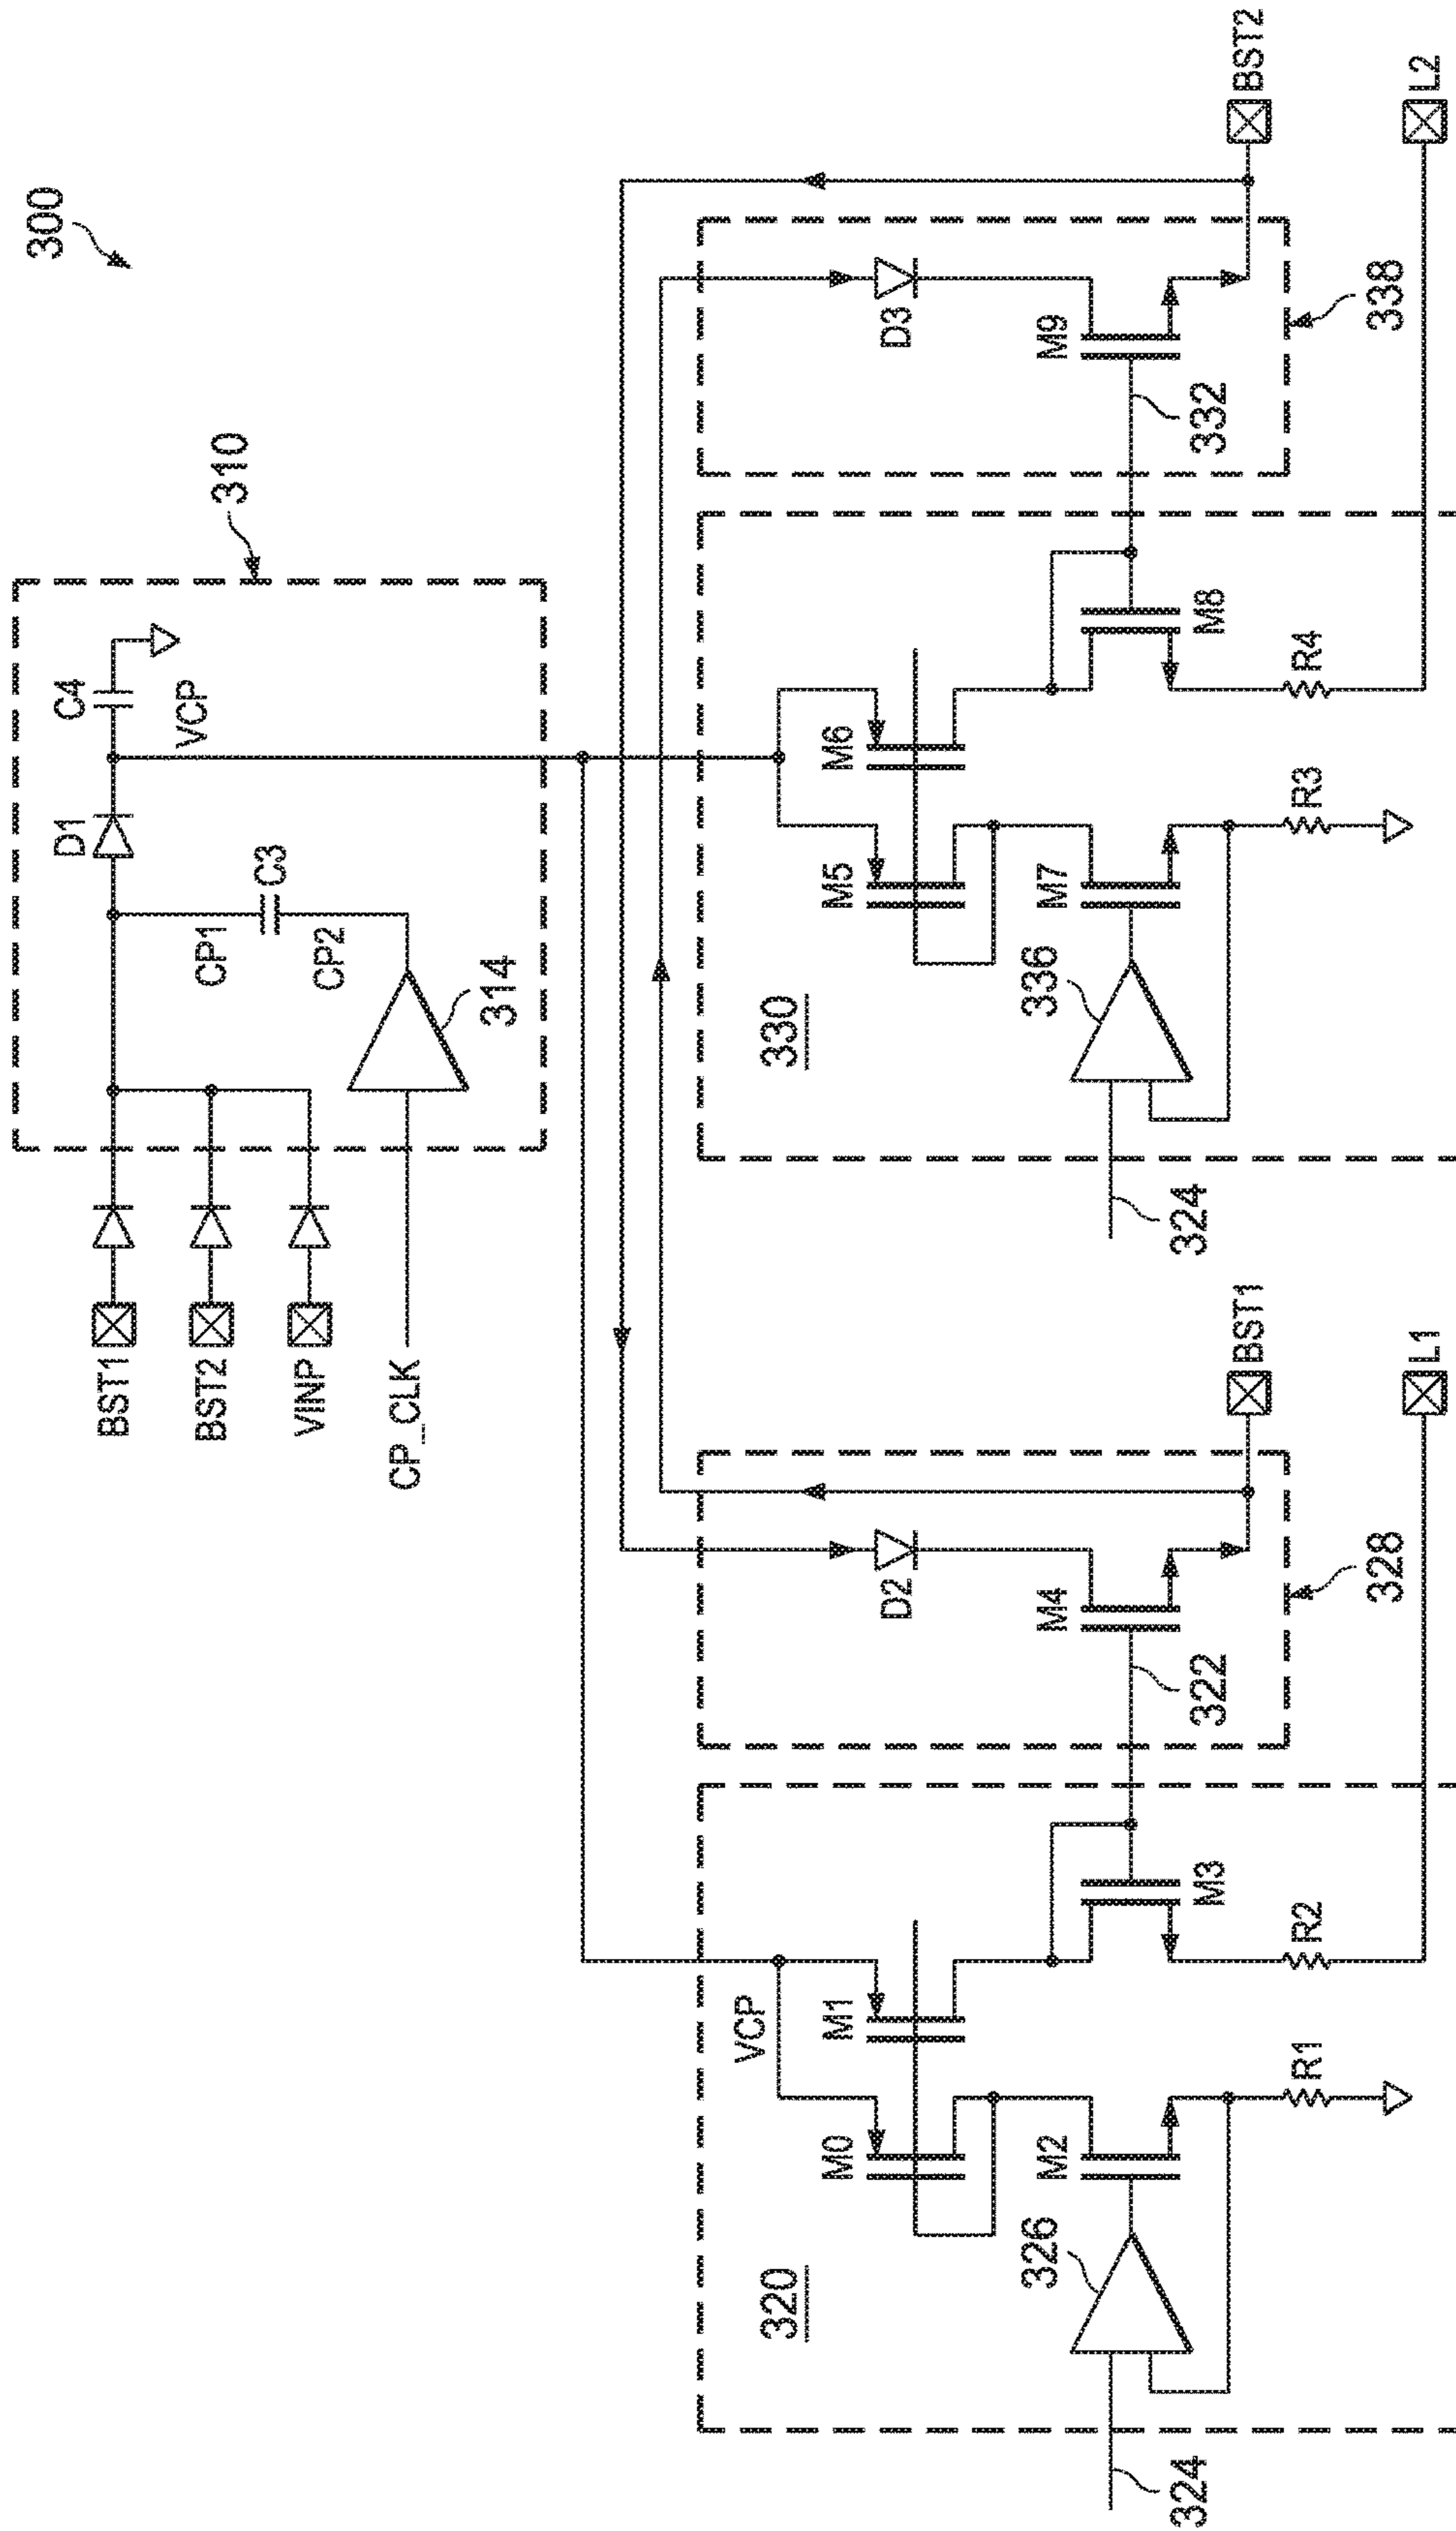 300
310
C4
VCP
D1
C3
CP1
CP2
314
BST1
BST2
VINP
CP_CLK
VCP
M0
M1
M2
M3
326
324
320
R1
R2
322
M4
D2
328
BST1
L1
M5
M6
M7
M8
336
324
330
R3
R4
332
M9
D3
338
BST2
L2